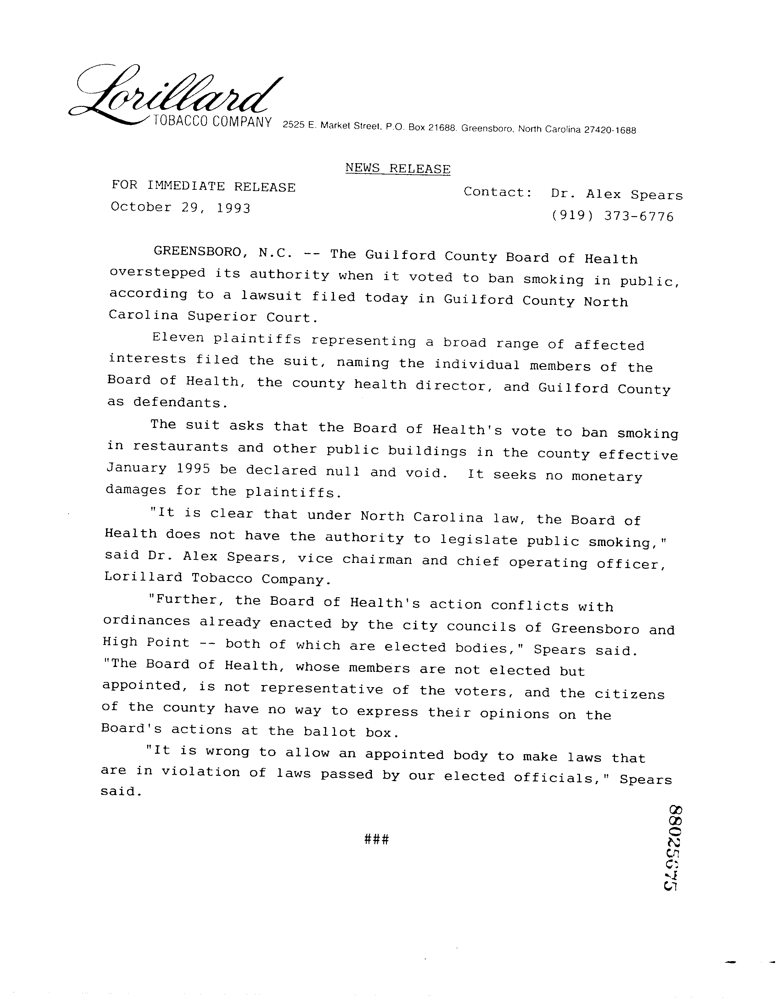 Lorillard
TOBACCO COMPANY 2525 E. Market Street, P.O. Box 21688, Greensboro, North Carolina 27420-1688
NEWS RELEASE
FOR IMMEDIATE RELEASE
Contact: Dr. Alex Spears
October 29, 1993
(919) 373-6776
GREENSBORO, N.C. -- The Guilford County Board of Health
overstepped its authority when it voted to ban smoking in public,
according to a lawsuit filed today in Guilford County North
Carolina Superior Court.
Eleven plaintiffs representing a broad range of affected
interests filed the suit, naming the individual members of the
Board of Health, the county health director, and Guilford County
as defendants.
The suit asks that the Board of Health's vote to ban smoking
in restaurants and other public buildings in the county effective
January 1995 be declared null and void. It seeks no monetary
damages for the plaintiffs.
"It is clear that under North Carolina law, the Board of
Health does not have the authority to legislate public smoking,"
said Dr. Alex Spears, vice chairman and chief operating officer,
Lorillard Tobacco Company.
"Further, the Board of Health's action conflicts with
ordinances already enacted by the city councils of Greensboro and
High Point -- both of which are elected bodies," Spears said.
"The Board of Health, whose members are not elected but
appointed, is not representative of the voters, and the citizens
of the county have no way to express their opinions on the
Board's actions at the ballot box.
"It is wrong to allow an appointed body to make laws that
are in violation of laws passed by our elected officials," Spears
said.
###
88025675